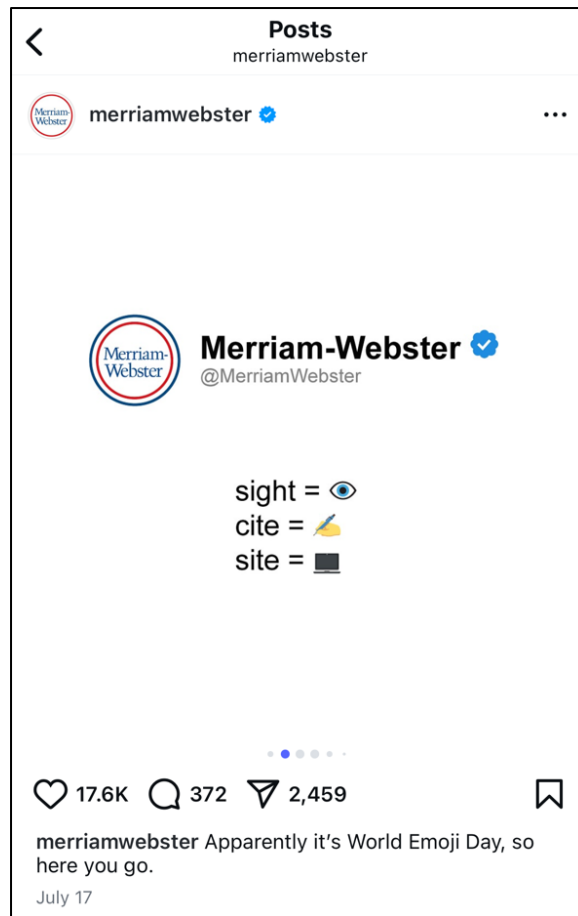 Posts
merriamwebster
Merriam-
Webster
merriamwebster
Merriam-
Webster
Merriam-Webster
@MerriamWebster
sight = 👁️
cite = ✍️
site = 💻
17.6K 372 2,459
merriamwebster Apparently it's World Emoji Day, so
here you go.
July 17